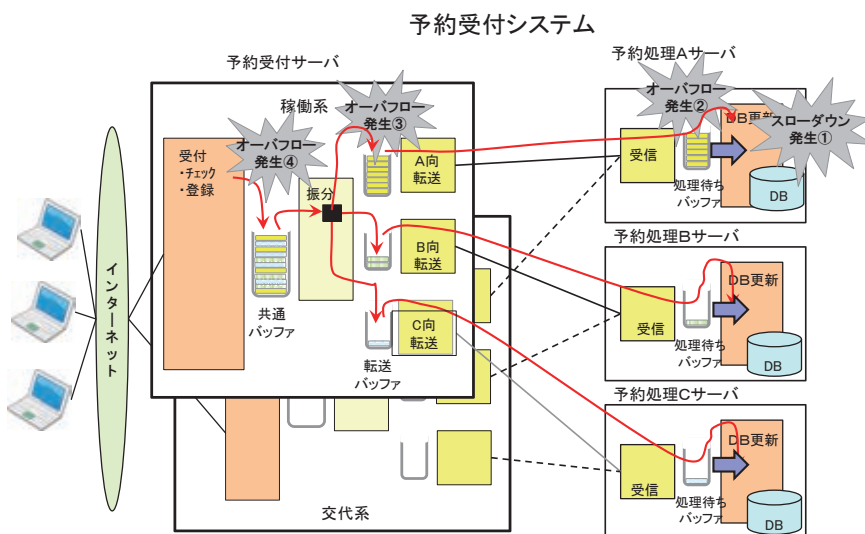 予約受付システム
予約受付サーバ
稼働系
受付
・チェック
・登録
オーバフロー
発生④
オーバフロー
発生③
振分
共通
バッファ
転送
バッファ
A向
転送
B向
転送
C向
転送
インターネット
交代系
予約処理Aサーバ
受信
オーバフロー
発生②
処理待ち
バッファ
DB更新
スローダウン
発生①
DB
予約処理Bサーバ
受信
処理待ち
バッファ
DB更新
DB
予約処理Cサーバ
受信
処理待ち
バッファ
DB更新
DB